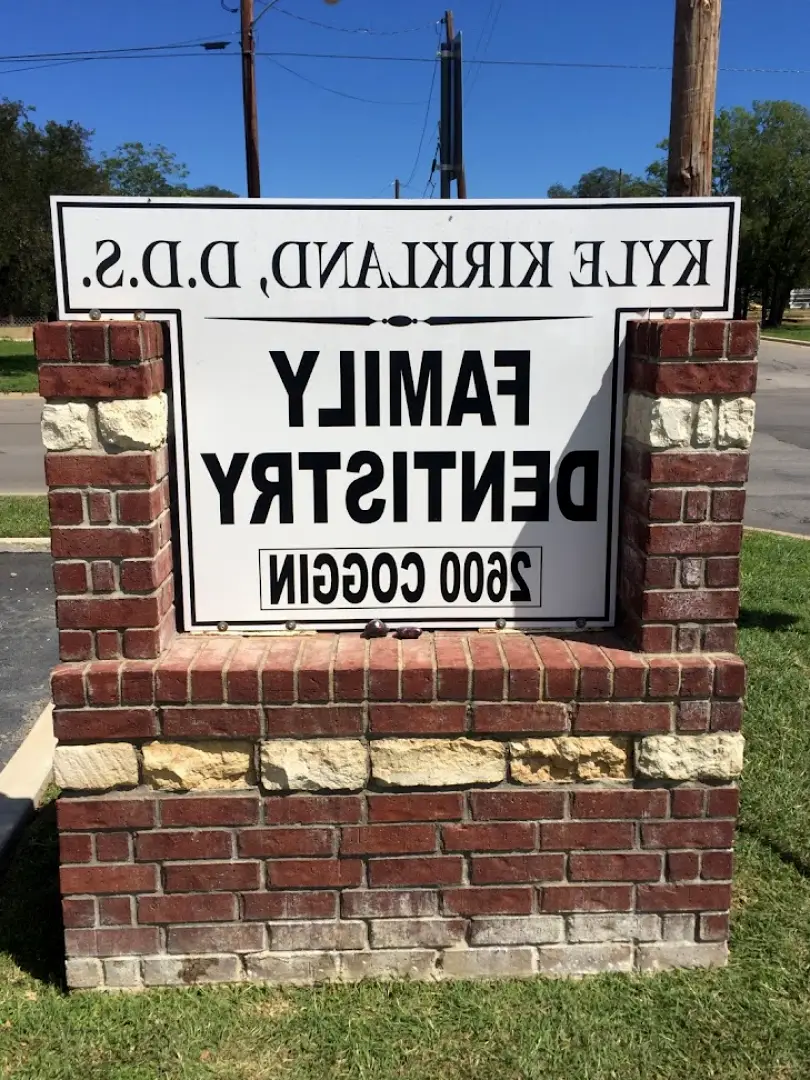 KYLE KIRKLAND, D.D.S.
FAMILY
DENTISTRY
2600 COGGIN